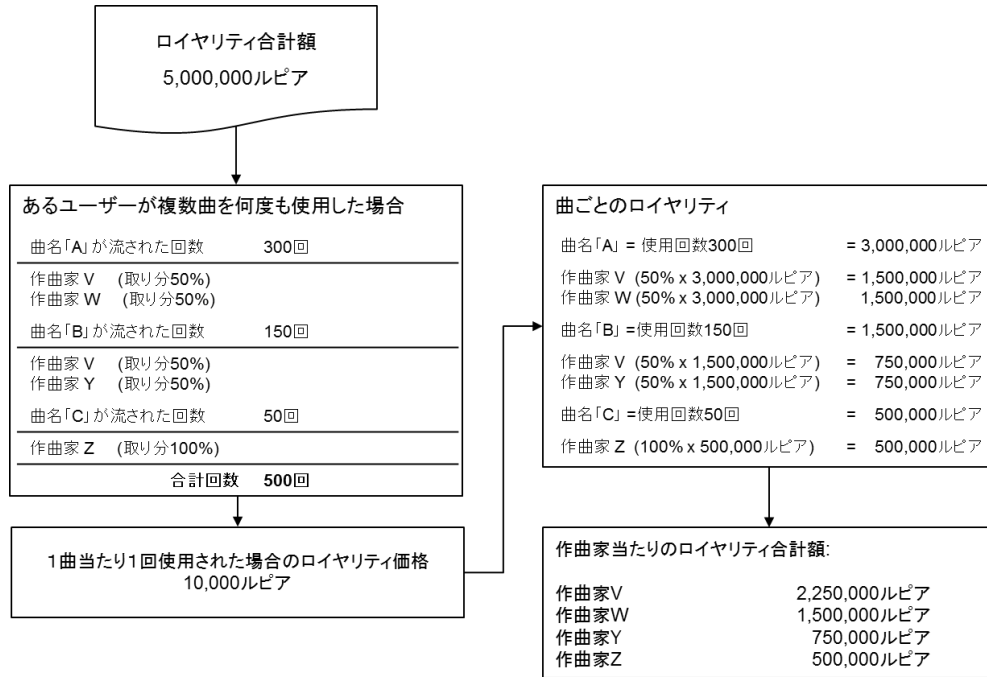 ロイヤリティ合計額
5,000,000ルピア
あるユーザーが複数曲を何度も使用した場合
曲名「A」が流された回数 300回
作曲家 V (取り分50%)
作曲家 W (取り分50%)
曲名「B」が流された回数 150回
作曲家 V (取り分50%)
作曲家 Y (取り分50%)
曲名「C」が流された回数 50回
作曲家 Z (取り分100%)
合計回数 500回
1曲当たり1回使用された場合のロイヤリティ価格
10,000ルピア
曲ごとのロイヤリティ
曲名「A」 = 使用回数300回 = 3,000,000ルピア
作曲家 V (50% x 3,000,000ルピア) = 1,500,000ルピア
作曲家 W (50% x 3,000,000ルピア) 1,500,000ルピア
曲名「B」 =使用回数150回 = 1,500,000ルピア
作曲家 V (50% x 1,500,000ルピア) = 750,000ルピア
作曲家 Y (50% x 1,500,000ルピア) = 750,000ルピア
曲名「C」 =使用回数50回 = 500,000ルピア
作曲家 Z (100% x 500,000ルピア) = 500,000ルピア
作曲家当たりのロイヤリティ合計額:
作曲家V 2,250,000ルピア
作曲家W 1,500,000ルピア
作曲家Y 750,000ルピア
作曲家Z 500,000ルピア